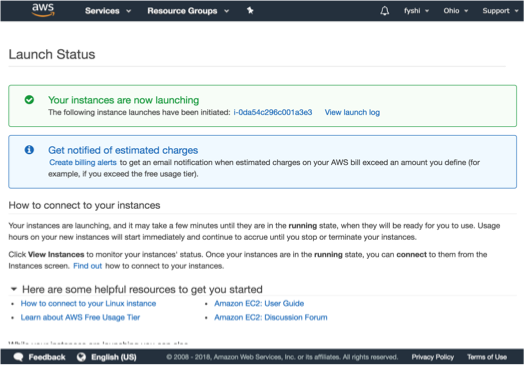 aws Services Resource Groups fyshi Ohio Support
Launch Status
Your instances are now launching
The following instance launches have been initiated: i-0da54c296c001a3e3 View launch log
Get notified of estimated charges
Create billing alerts to get an email notification when estimated charges on your AWS bill exceed an amount you define (for
example, if you exceed the free usage tier).
How to connect to your instances
Your instances are launching, and it may take a few minutes until they are in the running state, when they will be ready for you to use. Usage
hours on your new instances will start immediately and continue to accrue until you stop or terminate your instances.
Click View Instances to monitor your instances' status. Once your instances are in the running state, you can connect to them from the
Instances screen. Find out how to connect to your instances.
Here are some helpful resources to get you started
• How to connect to your Linux instance • Amazon EC2: User Guide
• Learn about AWS Free Usage Tier • Amazon EC2: Discussion Forum
While your instances are launching you can also
Feedback English (US) © 2008 - 2018, Amazon Web Services, Inc. or its affiliates. All rights reserved. Privacy Policy Terms of Use